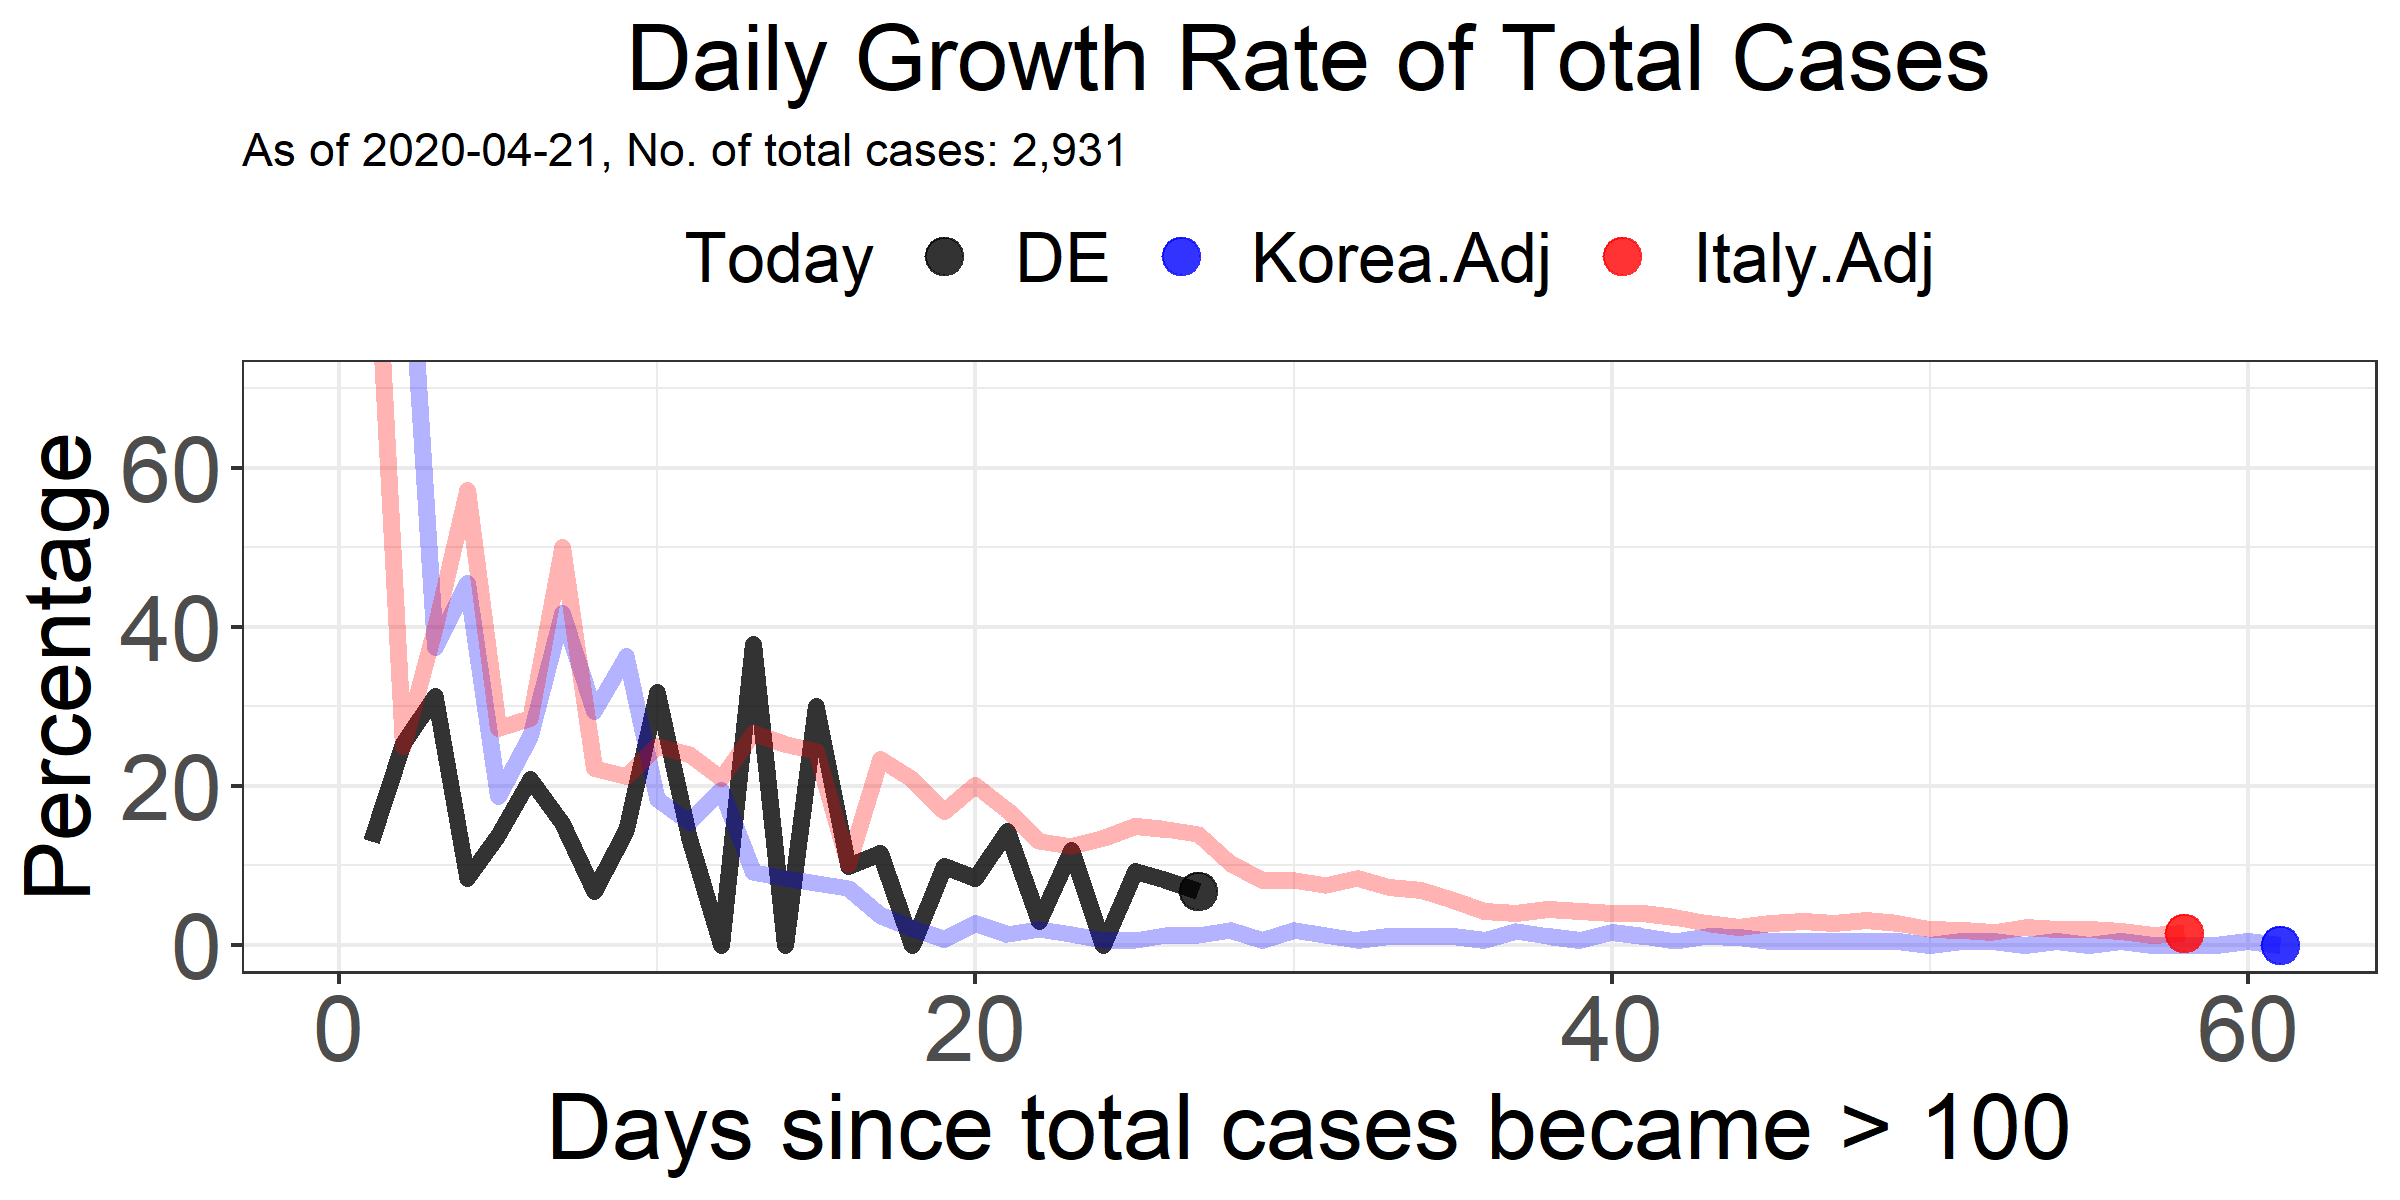 Daily Growth Rate of Total Cases
As of 2020-04-21, No. of total cases: 2,931
Today DE Korea.Adj Italy.Adj
Percentage
60
40
20
0
0 20 40 60
Days since total cases became > 100